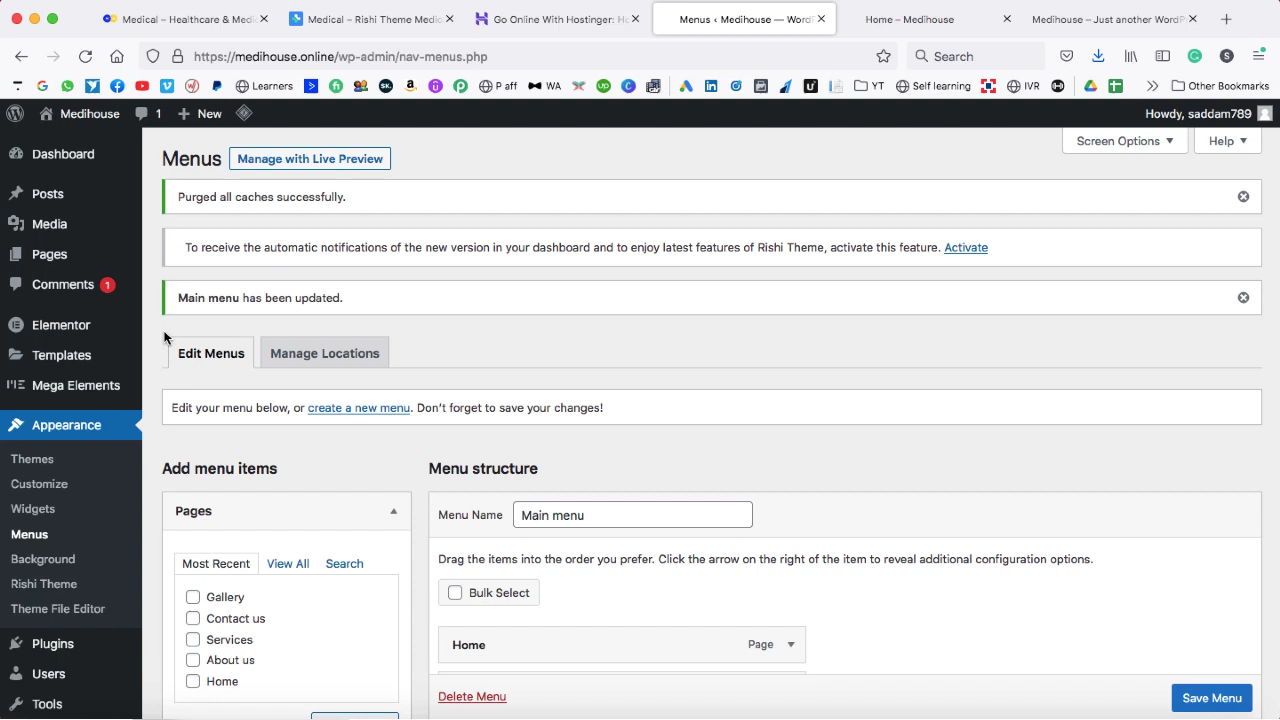 Medical – Healthcare & Medic
Medical – Rishi Theme Medic
Go Online With Hostinger: Ho
Menus ‹ Medihouse — WordP
Home – Medihouse
Medihouse – Just another WordPr
https://medihouse.online/wp-admin/nav-menus.php
Search
Learners
P aff
WA
YT
Self learning
IVR
Other Bookmarks
Medihouse
1
New
Howdy, saddam789
Screen Options
Help
Dashboard
Posts
Media
Pages
Comments 1
Elementor
Templates
Mega Elements
Appearance
Themes
Customize
Widgets
Menus
Background
Rishi Theme
Theme File Editor
Plugins
Users
Tools
Menus
Manage with Live Preview
Purged all caches successfully.
To receive the automatic notifications of the new version in your dashboard and to enjoy latest features of Rishi Theme, activate this feature. Activate
Main menu has been updated.
Edit Menus
Manage Locations
Edit your menu below, or create a new menu. Don't forget to save your changes!
Add menu items
Pages
Most Recent
View All
Search
Gallery
Contact us
Services
About us
Home
Menu structure
Menu Name
Main menu
Drag the items into the order you prefer. Click the arrow on the right of the item to reveal additional configuration options.
Bulk Select
Home
Page
Delete Menu
Save Menu